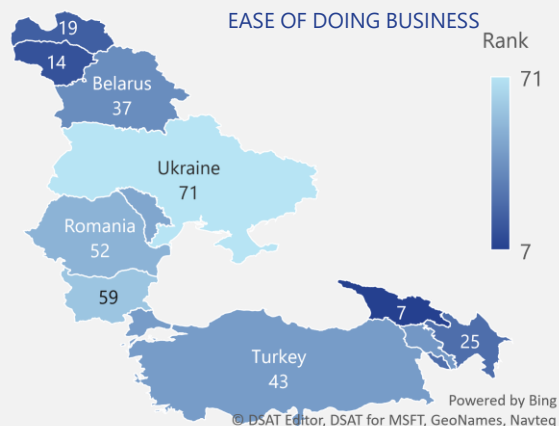 EASE OF DOING BUSINESS
Rank
71
7
19
14
Belarus
37
Ukraine
71
Romania
52
59
7
25
Turkey
43
Powered by Bing
© DSAT Editor, DSAT for MSFT, GeoNames, Navteq